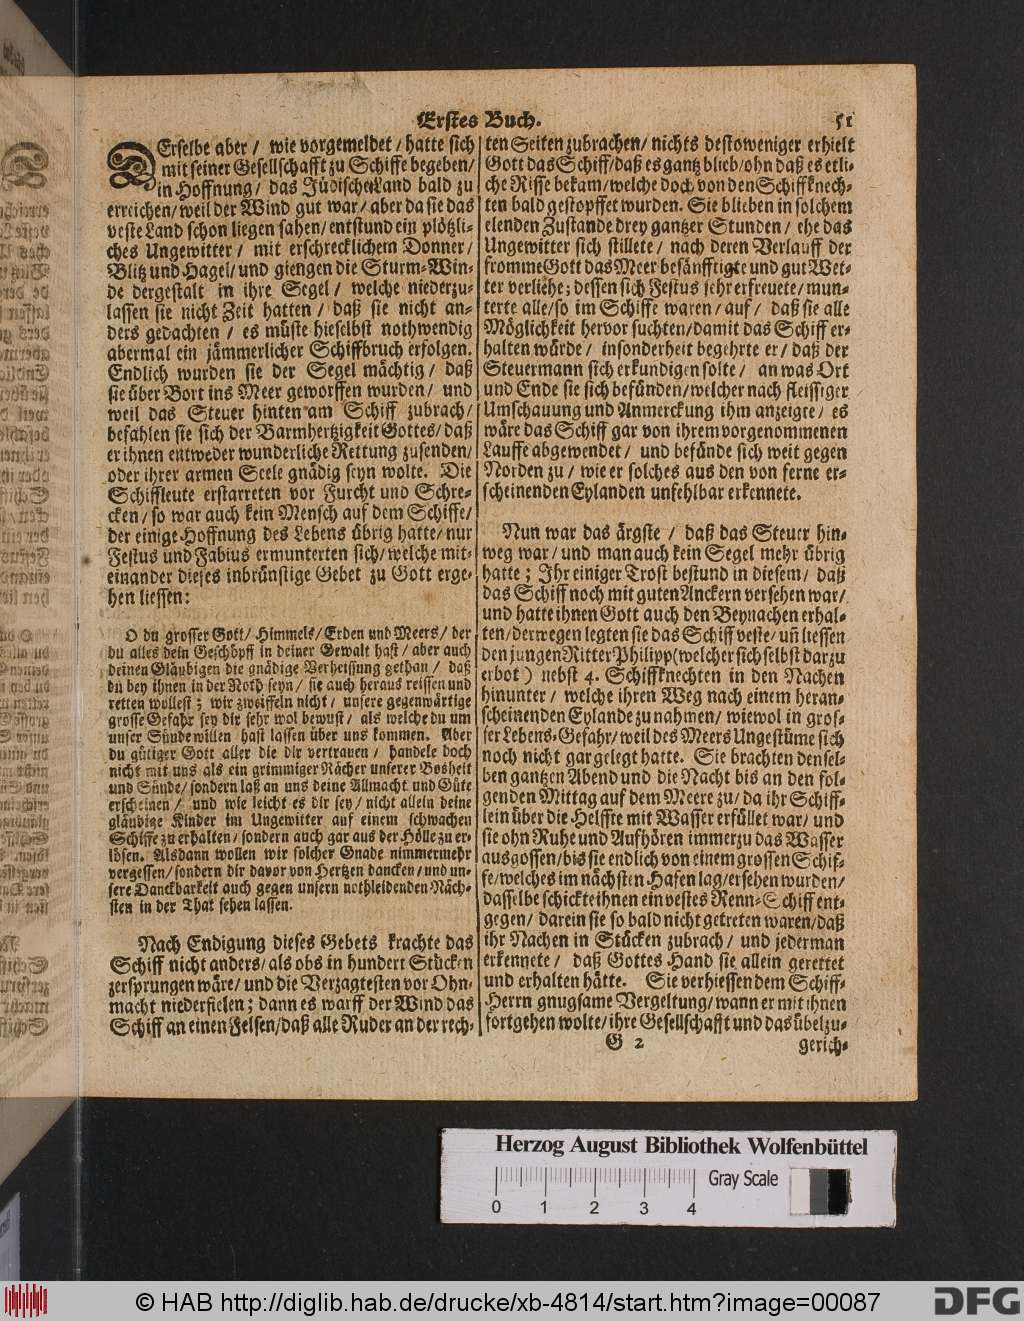 Erstes Buch. 51
DErselbe aber / wie vorgemeldet / hatte sich
mit seiner Gesellschafft zu Schiffe begeben /
in Hoffnung / das Jüdische Land bald zu
erreichen / weil der Wind gut war / aber da sie das
veste Land schon liegen sahen / entstund ein plötzli-
ches Ungewitter / mit erschrecklichem Donner /
Blitz und Hagel / und giengen die Sturm-Win-
de dergestalt in ihre Segel / welche niederzu-
lassen sie nicht Zeit hatten / daß sie nicht an-
ders gedachten / es müste hieselbst nothwendig
abermal ein jämmerlicher Schiffbruch erfolgen.
Endlich wurden sie der Segel mächtig / daß
sie über Bort ins Meer geworffen wurden / und
weil das Steuer hinten am Schiff zubrach /
befahlen sie sich der Barmhertzigkeit Gottes / daß
er ihnen entweder wunderliche Rettung zusenden /
oder ihrer armen Seele gnädig seyn wolte. Die
Schiffleute erstarreten vor Furcht und Schre-
cken / so war auch kein Mensch auf dem Schiffe /
der einige Hoffnung des Lebens übrig hatte / nur
Festus und Fabius ermunterten sich / welche mit-
einander dieses inbrünstige Gebet zu Gott erge-
hen liessen:
O du grosser Gott / Himmels / Erden und Meers / der
du alles dein Geschöpff in deiner Gewalt hast / aber auch
deinen Gläubigen die gnädige Verheissung gethan / daß
du bey ihnen in der Noth seyn / sie auch heraus reissen und
retten wollest ; wir zweiffeln nicht / unsere gegenwärtige
grosse Gefahr sey dir sehr wol bewust / als welche du um
unser Sünde willen hast lassen über uns kommen. Aber
du gütiger Gott aller die dir vertrauen / handele doch
nicht mit uns als ein grimmiger Rächer unserer Bosheit
und Sünde / sondern laß an uns deine Allmacht und Güte
erscheinen / und wie leicht es dir sey / nicht allein deine
gläubige Kinder im Ungewitter auf einem schwachen
Schiffe zu erhalten / sondern auch gar aus der Hölle zu er-
lösen. Alsdann wollen wir solcher Gnade nimmermehr
vergessen / sondern dir davor von Hertzen dancken / und un-
sere Danckbarkeit auch gegen unsern nothleidenden Näch-
sten in der That sehen lassen.
Nach Endigung dieses Gebets krachte das
Schiff nicht anders / als obs in hundert Stücken
zersprungen wäre / und die Verzagtesten vor Ohn-
macht niederfielen ; dann es warff der Wind das
Schiff an einen Felsen / daß alle Ruder an der rech-
ten Seiten zubrachen / nichts destoweniger erhielt
Gott das Schiff / daß es gantz blieb / ohn daß es etli-
che Risse bekam / welche doch von den Schiffknech-
ten bald gestopffet wurden. Sie blieben in solchem
elenden Zustande drey gantzer Stunden / ehe das
Ungewitter sich stillete / nach deren Verlauff der
fromme Gott das Meer besänfftigte und gut Wet-
ter verliehe ; dessen sich Festus sehr erfreuete / mun-
terte alle / so im Schiffe waren / auf / daß sie alle
Möglichkeit hervor suchten / damit das Schiff er-
halten würde / insonderheit begehrte er / daß der
Steuermann sich erkundigen solte / an was Ort
und Ende sie sich befünden / welcher nach fleissiger
Umschauung und Anmerckung ihm anzeigte / es
wäre das Schiff gar von ihrem vorgenommenen
Lauffe abgewendet / und befände sich weit gegen
Norden zu / wie er solches aus den von ferne er-
scheinenden Eylanden unfehlbar erkennete.
Nun war das ärgste / daß das Steuer hin-
weg war / und man auch kein Segel mehr übrig
hatte ; Ihr einiger Trost bestund in diesem / daß
das Schiff noch mit guten Anckern versehen war /
und hatte ihnen Gott auch den Beynachen erhal-
ten / derwegen legten sie das Schiff veste / uñ liessen
den jungen Ritter Philipp (welcher sich selbst darzu
erbot ) nebst 4. Schiffknechten in den Nachen
hinunter / welche ihren Weg nach einem heran-
scheinenden Eylande zu nahmen / wiewol in gros-
ser Lebens-Gefahr / weil des Meers Ungestüme sich
noch nicht gar gelegt hatte. Sie brachten densel-
ben gantzen Abend und die Nacht bis an den fol-
genden Mittag auf dem Meere zu / da ihr Schiff-
lein über die Helffte mit Wasser erfüllet war / und
sie ohn Ruhe und Aufhören immerzu das Wasser
ausgossen / bis sie endlich von einem grossen Schif-
fe / welches im nächsten Hafen lag / ersehen wurden /
dasselbe schickte ihnen ein vestes Renn-Schiff ent-
gegen / darein sie so bald nicht getreten waren / daß
ihr Nachen in Stücken zubrach / und jederman
erkennete / daß Gottes Hand sie allein gerettet
und erhalten hätte. Sie verhiessen dem Schiff-
Herrn gnugsame Vergeltung / wann er mit ihnen
fortgehen wolte / ihre Gesellschafft und das übelzu-
G 2 gerich-
Herzog August Bibliothek Wolfenbüttel
0 1 2 3 4 Gray Scale
© HAB http://diglib.hab.de/drucke/xb-4814/start.htm?image=00087
DFG